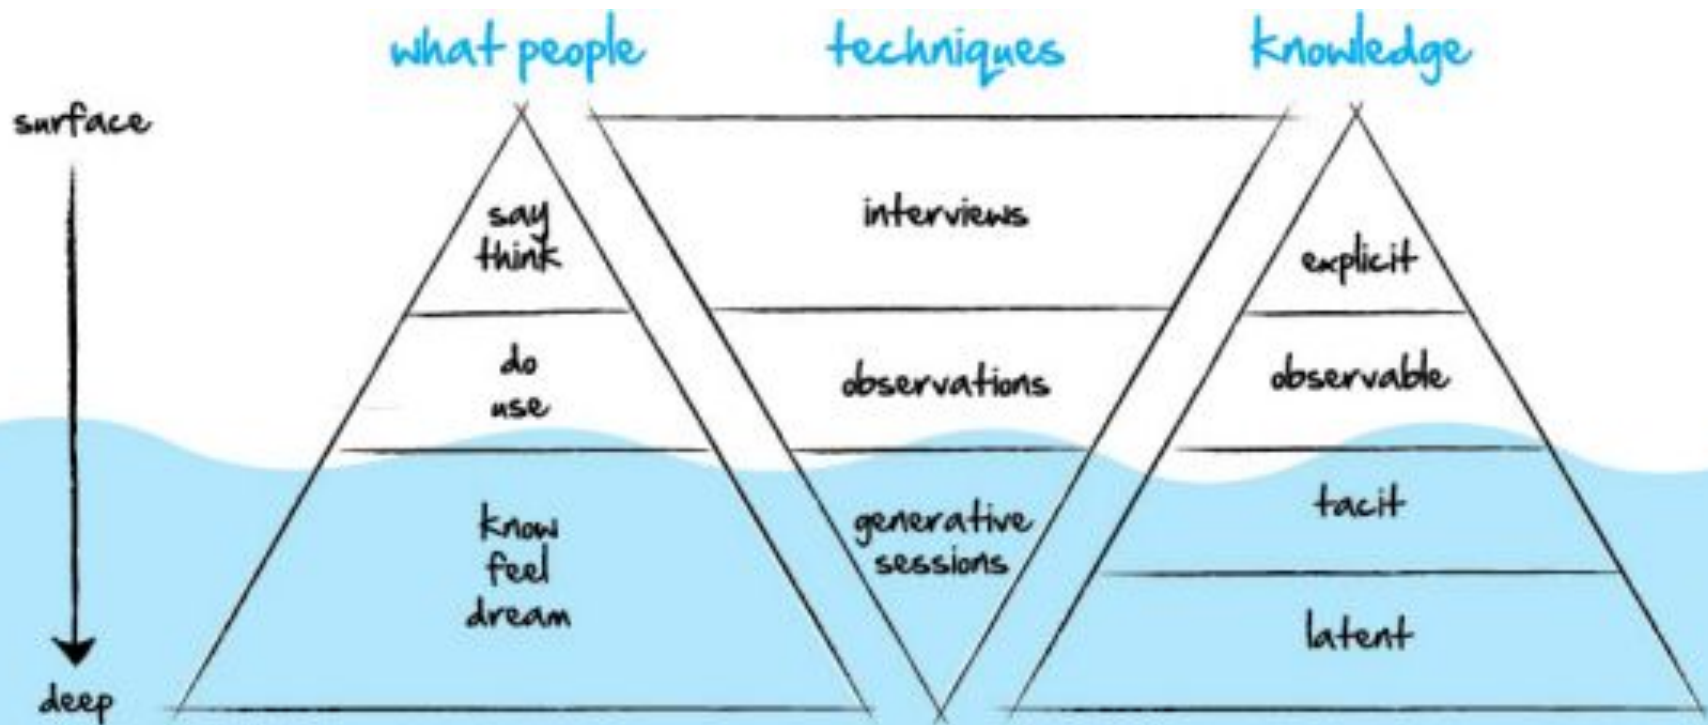 what people
techniques
knowledge
surface
say
think
interviews
explicit
do
use
observations
observable
know
feel
dream
generative
sessions
tacit
latent
deep